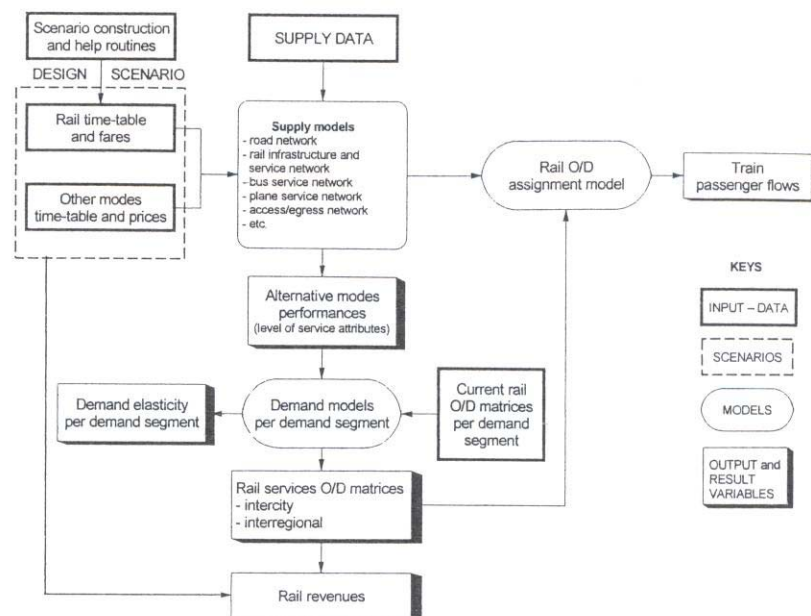 Scenario construction
and help routines
SUPPLY DATA
DESIGN SCENARIO
Rail time-table
and fares
Other modes
time-table and prices
Supply models
- road network
- rail infrastructure and
service network
- bus service network
- plane service network
- access/egress network
- etc.
Rail O/D
assignment model
Train
passenger flows
Alternative modes
performances
(level of service attributes)
Demand elasticity
per demand segment
Demand models
per demand segment
Current rail
O/D matrices
per demand
segment
Rail services O/D matrices
- intercity
- interregional
Rail revenues
KEYS
INPUT – DATA
SCENARIOS
MODELS
OUTPUT and
RESULT
VARIABLES